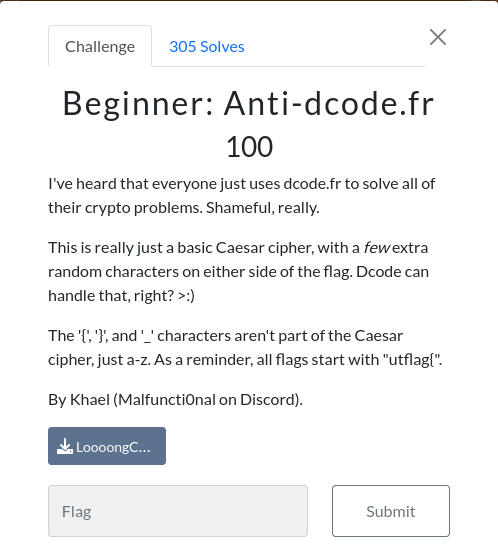 Challenge
305 Solves
Beginner: Anti-dcode.fr
100
I've heard that everyone just uses dcode.fr to solve all of
their crypto problems. Shameful, really.
This is really just a basic Caesar cipher, with a few extra
random characters on either side of the flag. Dcode can
handle that, right? >:)
The '{', '}', and '_' characters aren't part of the Caesar
cipher, just a-z. As a reminder, all flags start with "utflag{".
By Khael (Malfuncti0nal on Discord).
LoooongC...
Flag
Submit